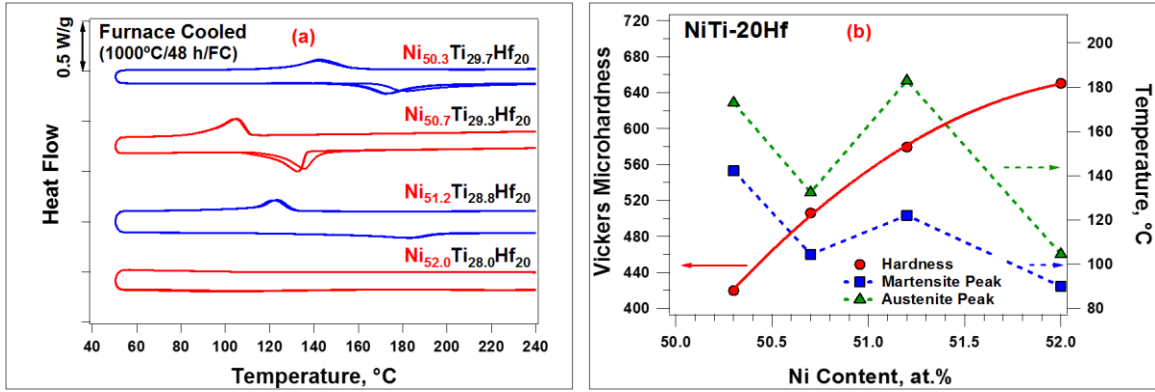 0.5 W/g
Furnace Cooled
(1000ºC/48 h/FC)
(a)
Ni50.3Ti29.7Hf20
Ni50.7Ti29.3Hf20
Ni51.2Ti28.8Hf20
Ni52.0Ti28.0Hf20
Heat Flow
40 60 80 100 120 140 160 180 200 220 240
Temperature, °C
NiTi-20Hf
(b)
720
680
640
600
560
520
480
440
400
Vickers Microhardness
200
180
160
140
120
100
80
Temperature, °C
Hardness
Martensite Peak
Austenite Peak
50.0 50.5 51.0 51.5 52.0
Ni Content, at.%